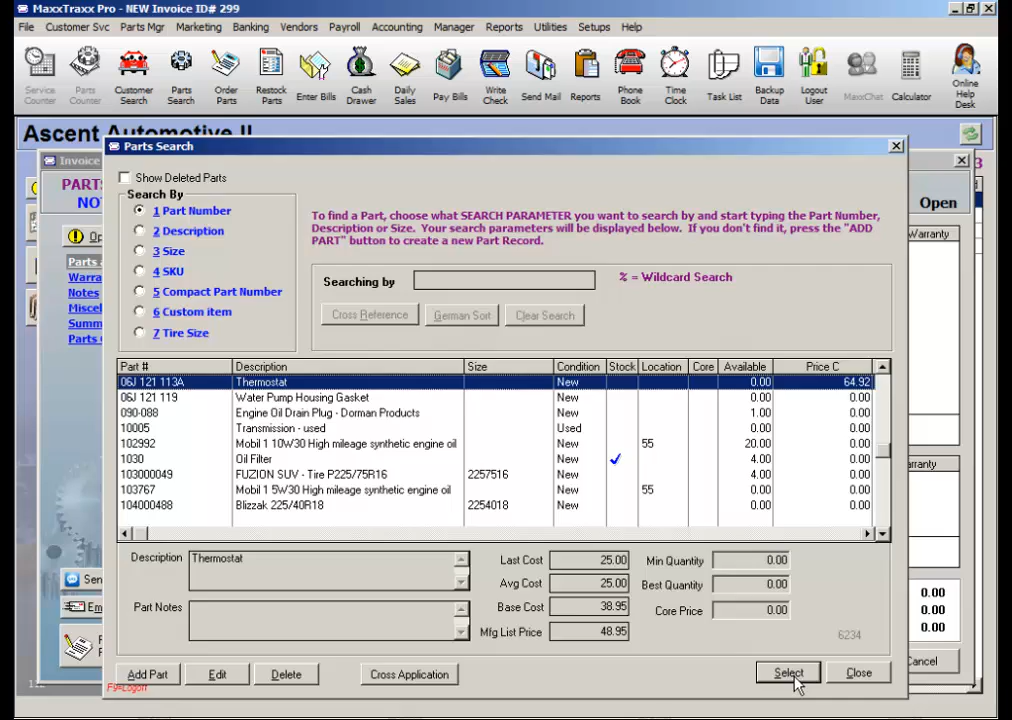 MaxxTraxx Pro - NEW Invoice ID# 299
File Customer Svc Parts Mgr Marketing Banking Vendors Payroll Accounting Manager Reports Utilities Setups Help
Service Counter
Parts Counter
Customer Search
Parts Search
Order Parts
Restock Parts
Enter Bills
Cash Drawer
Daily Sales
Pay Bills
Write Check
Send Mail
Reports
Phone Book
Time Clock
Task List
Backup Data
Logout User
MaxxChat
Calculator
Online Help Desk
Ascent Automotive II
Invoice
Parts Search
PART
NO
Open
Op
Parts
Warra
Notes
Miscel
Summ
Parts
Show Deleted Parts
Search By
1 Part Number
2 Description
3 Size
4 SKU
5 Compact Part Number
6 Custom item
7 Tire Size
To find a Part, choose what SEARCH PARAMETER you want to search by and start typing the Part Number,
Description or Size. Your search parameters will be displayed below. If you don't find it, press the "ADD
PART" button to create a new Part Record.
Searching by % = Wildcard Search
Cross Reference German Sort Clear Search
Warranty
Part # Description Size Condition Stock Location Core Available Price C
06J 121 113A Thermostat New 0.00 64.92
06J 121 119 Water Pump Housing Gasket New 0.00 0.00
090-088 Engine Oil Drain Plug - Dorman Products New 1.00 0.00
10005 Transmission - used Used 0.00 0.00
102992 Mobil 1 10W30 High mileage synthetic engine oil New 55 20.00 0.00
1030 Oil Filter New 4.00 0.00
103000049 FUZION SUV - Tire P225/75R16 2257516 New 4.00 0.00
103767 Mobil 1 5W30 High mileage synthetic engine oil New 55 0.00 0.00
104000488 Blizzak 225/40R18 2254018 New 0.00 0.00
arranty
Description Thermostat
Last Cost 25.00 Min Quantity 0.00
Avg Cost 25.00 Best Quantity 0.00
Part Notes Base Cost 38.95 Core Price 0.00
Mfg List Price 48.95
6234
Sen
Em
0.00
0.00
0.00
Add Part Edit Delete Cross Application Select Close
Cancel
F9=Logoff